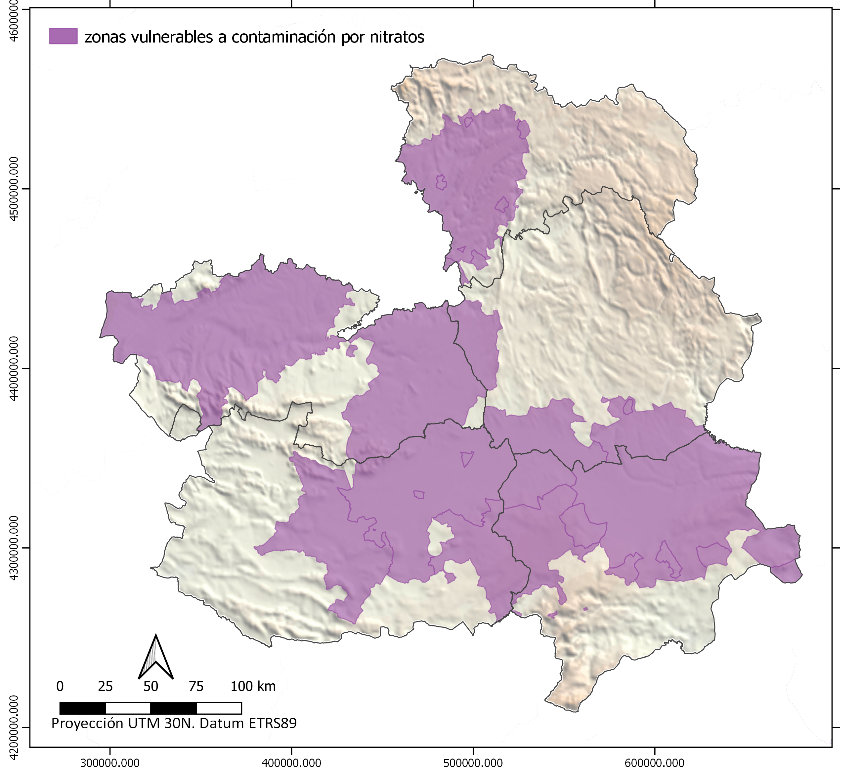 zonas vulnerables a contaminación por nitratos
4600000.000
4500000.000
4400000.000
4300000.000
4200000.000
0 25 50 75 100 km
Proyección UTM 30N. Datum ETRS89
300000.000 400000.000 500000.000 600000.000